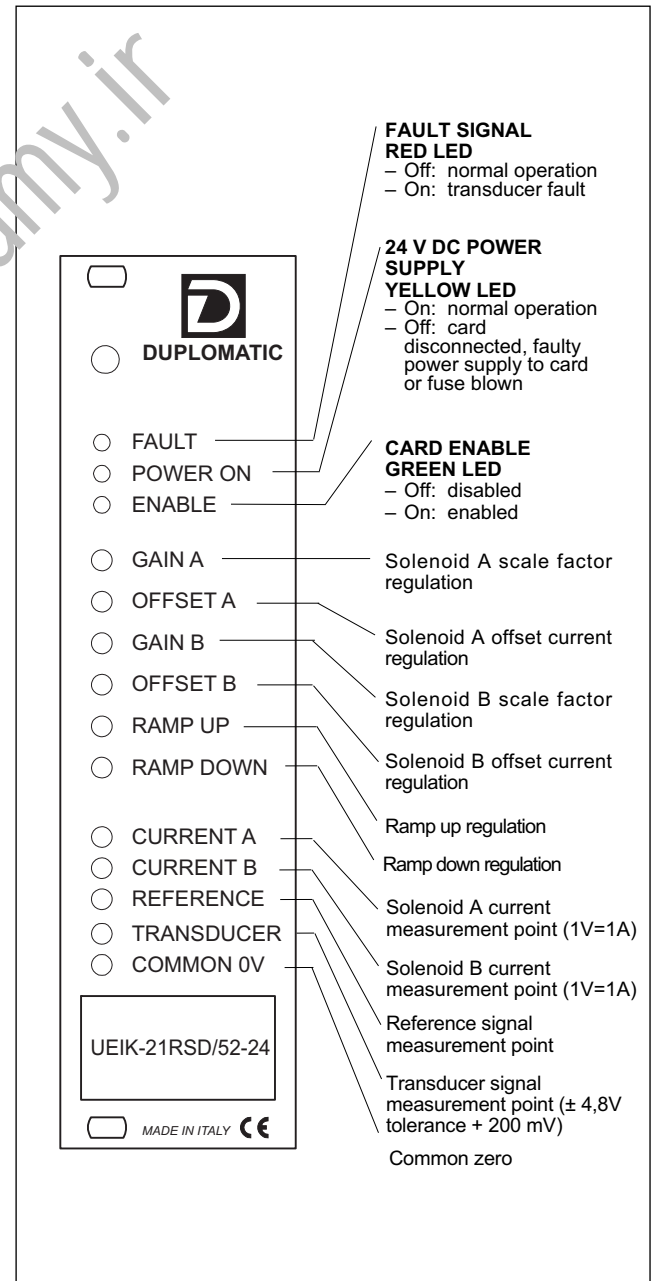 FAULT SIGNAL
RED LED
– Off: normal operation
– On: transducer fault
24 V DC POWER
SUPPLY
YELLOW LED
– On: normal operation
– Off: card
disconnected, faulty
power supply to card
or fuse blown
CARD ENABLE
GREEN LED
– Off: disabled
– On: enabled
Solenoid A scale factor
regulation
Solenoid A offset current
regulation
Solenoid B scale factor
regulation
Solenoid B offset current
regulation
Ramp up regulation
Ramp down regulation
Solenoid A current
measurement point (1V=1A)
Solenoid B current
measurement point (1V=1A)
Reference signal
measurement point
Transducer signal
measurement point (± 4,8V
tolerance + 200 mV)
Common zero
D
DUPLOMATIC
FAULT
POWER ON
ENABLE
GAIN A
OFFSET A
GAIN B
OFFSET B
RAMP UP
RAMP DOWN
CURRENT A
CURRENT B
REFERENCE
TRANSDUCER
COMMON 0V
UEIK-21RSD/52-24
MADE IN ITALY CE
my.ir